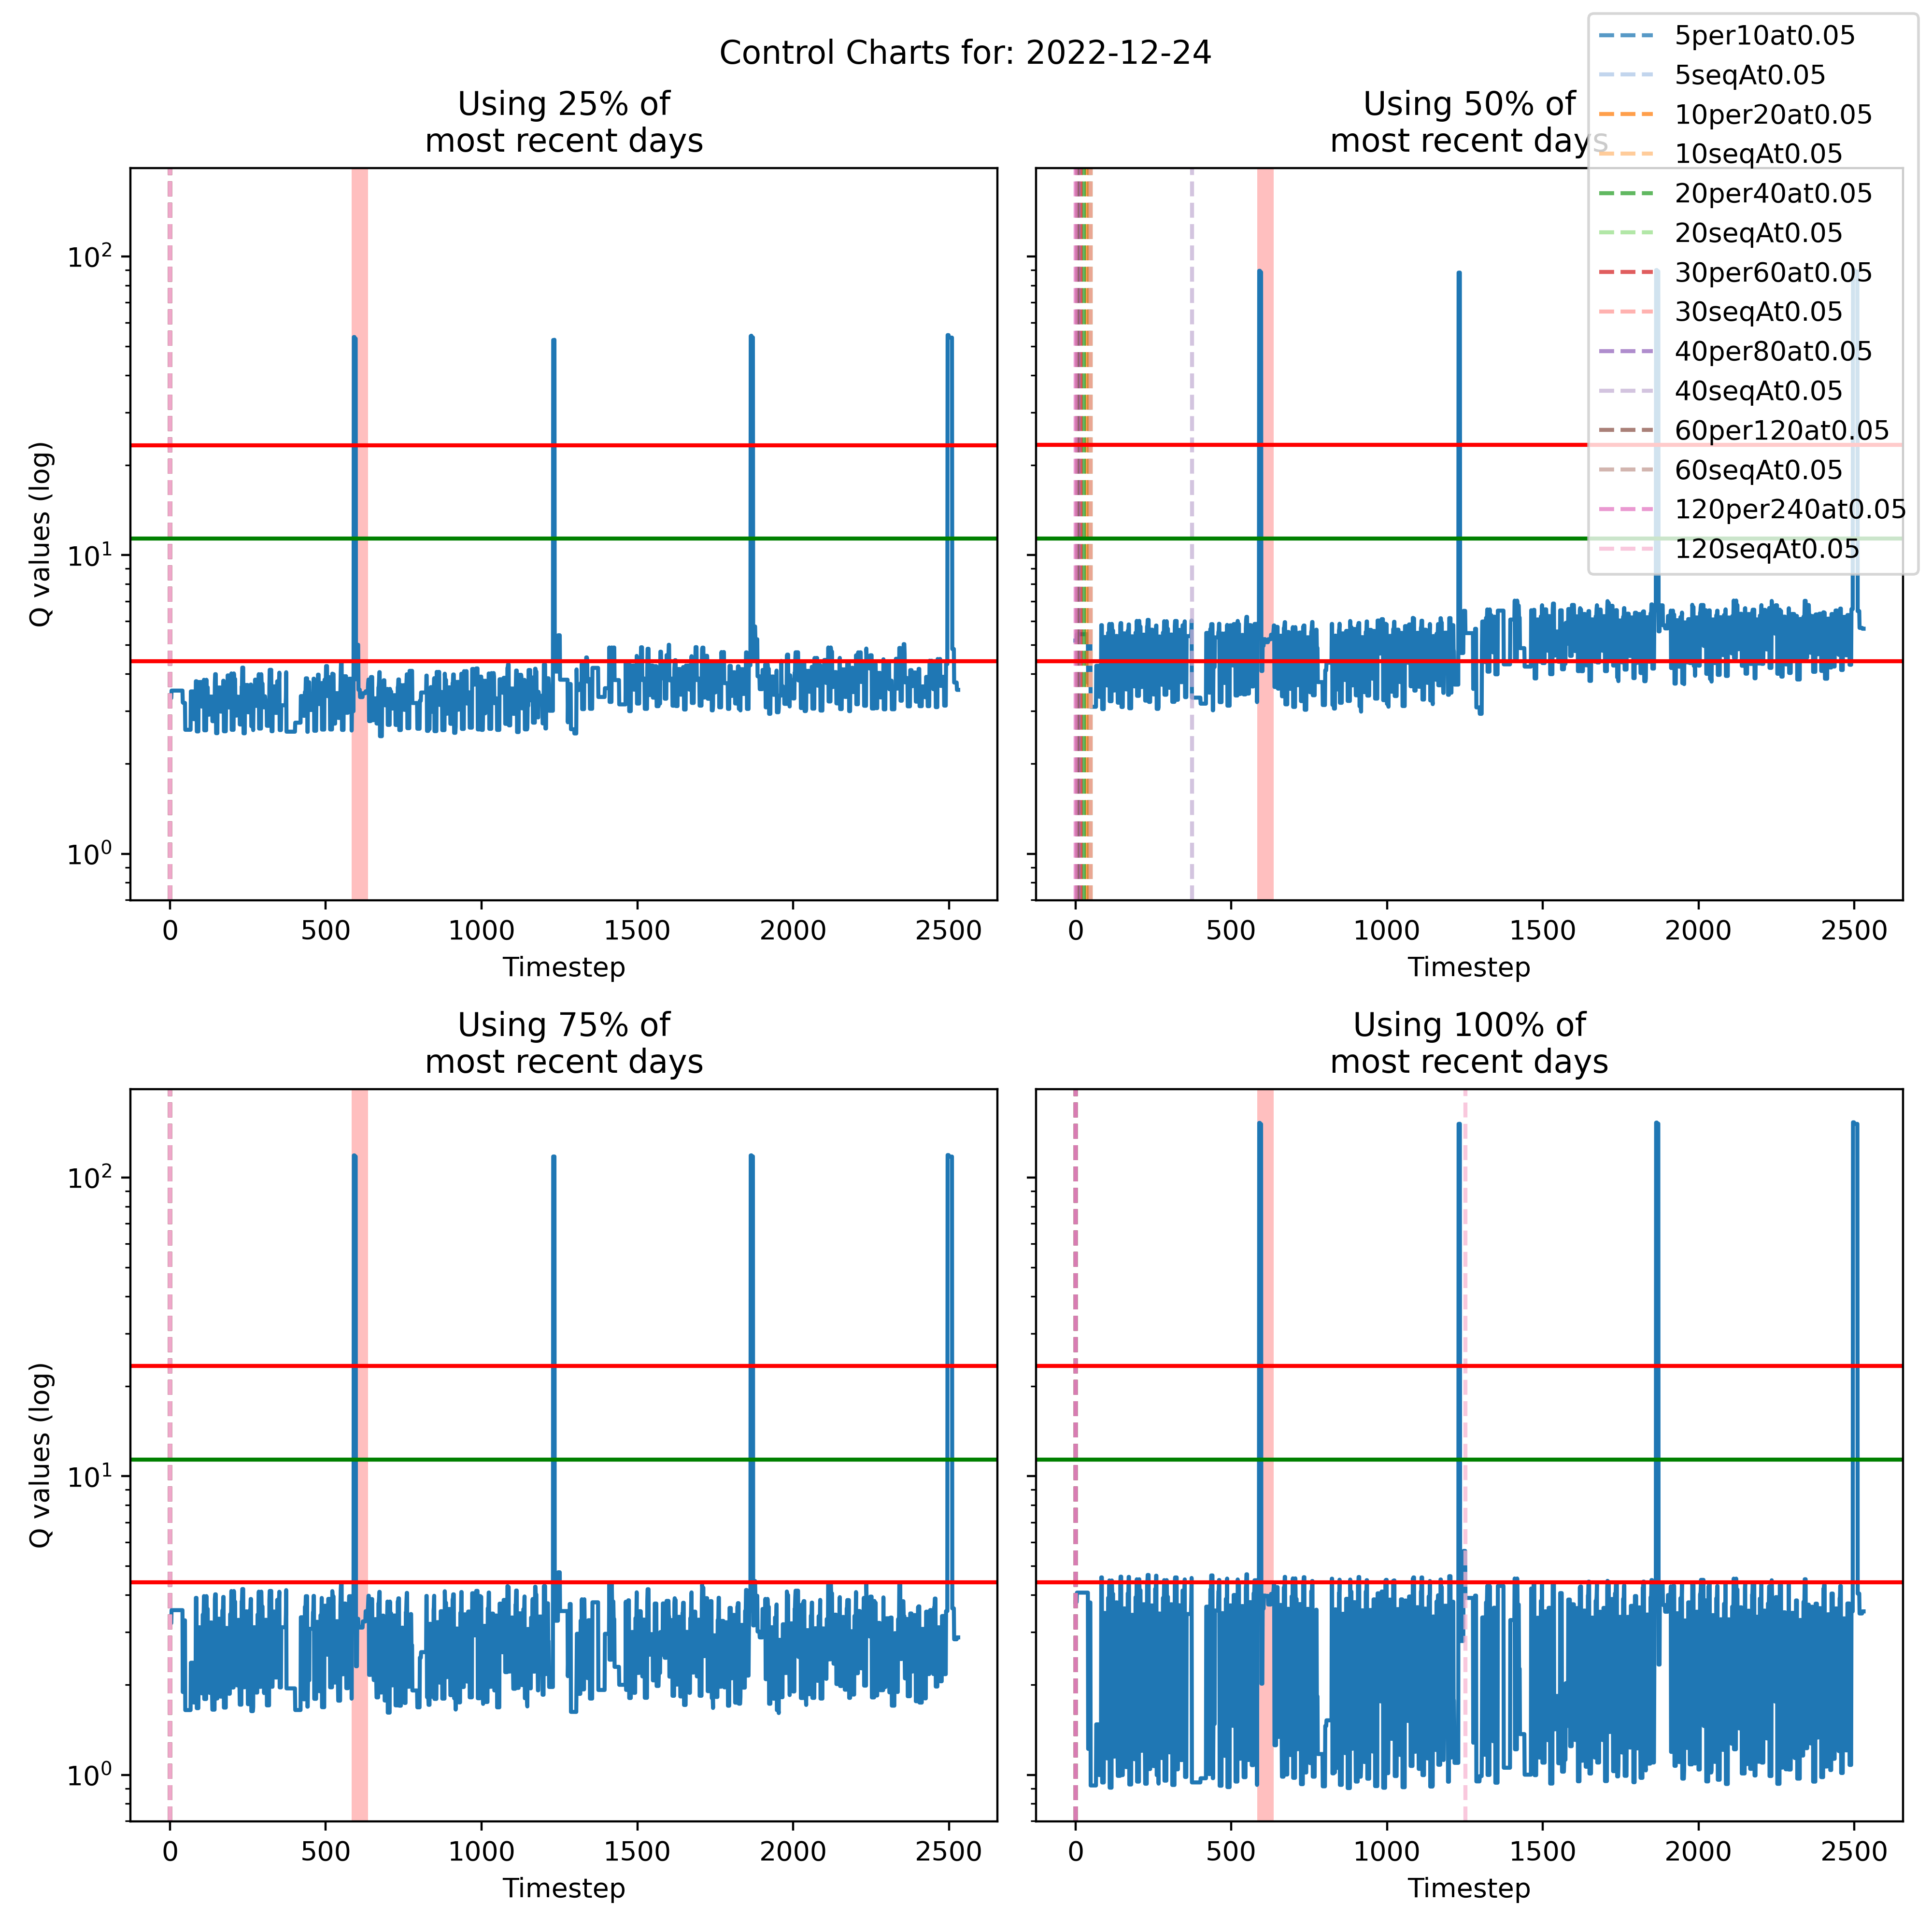 Control Charts for: 2022-12-24
5per10at0.05
5seqAt0.05
10per20at0.05
10seqAt0.05
20per40at0.05
20seqAt0.05
30per60at0.05
30seqAt0.05
40per80at0.05
40seqAt0.05
60per120at0.05
60seqAt0.05
120per240at0.05
120seqAt0.05
Using 25% of
most recent days
Q values (log)
10²
10¹
10⁰
0 500 1000 1500 2000 2500
Timestep
Using 50% of
most recent days
0 500 1000 1500 2000 2500
Timestep
Using 75% of
most recent days
Q values (log)
10²
10¹
10⁰
0 500 1000 1500 2000 2500
Timestep
Using 100% of
most recent days
0 500 1000 1500 2000 2500
Timestep